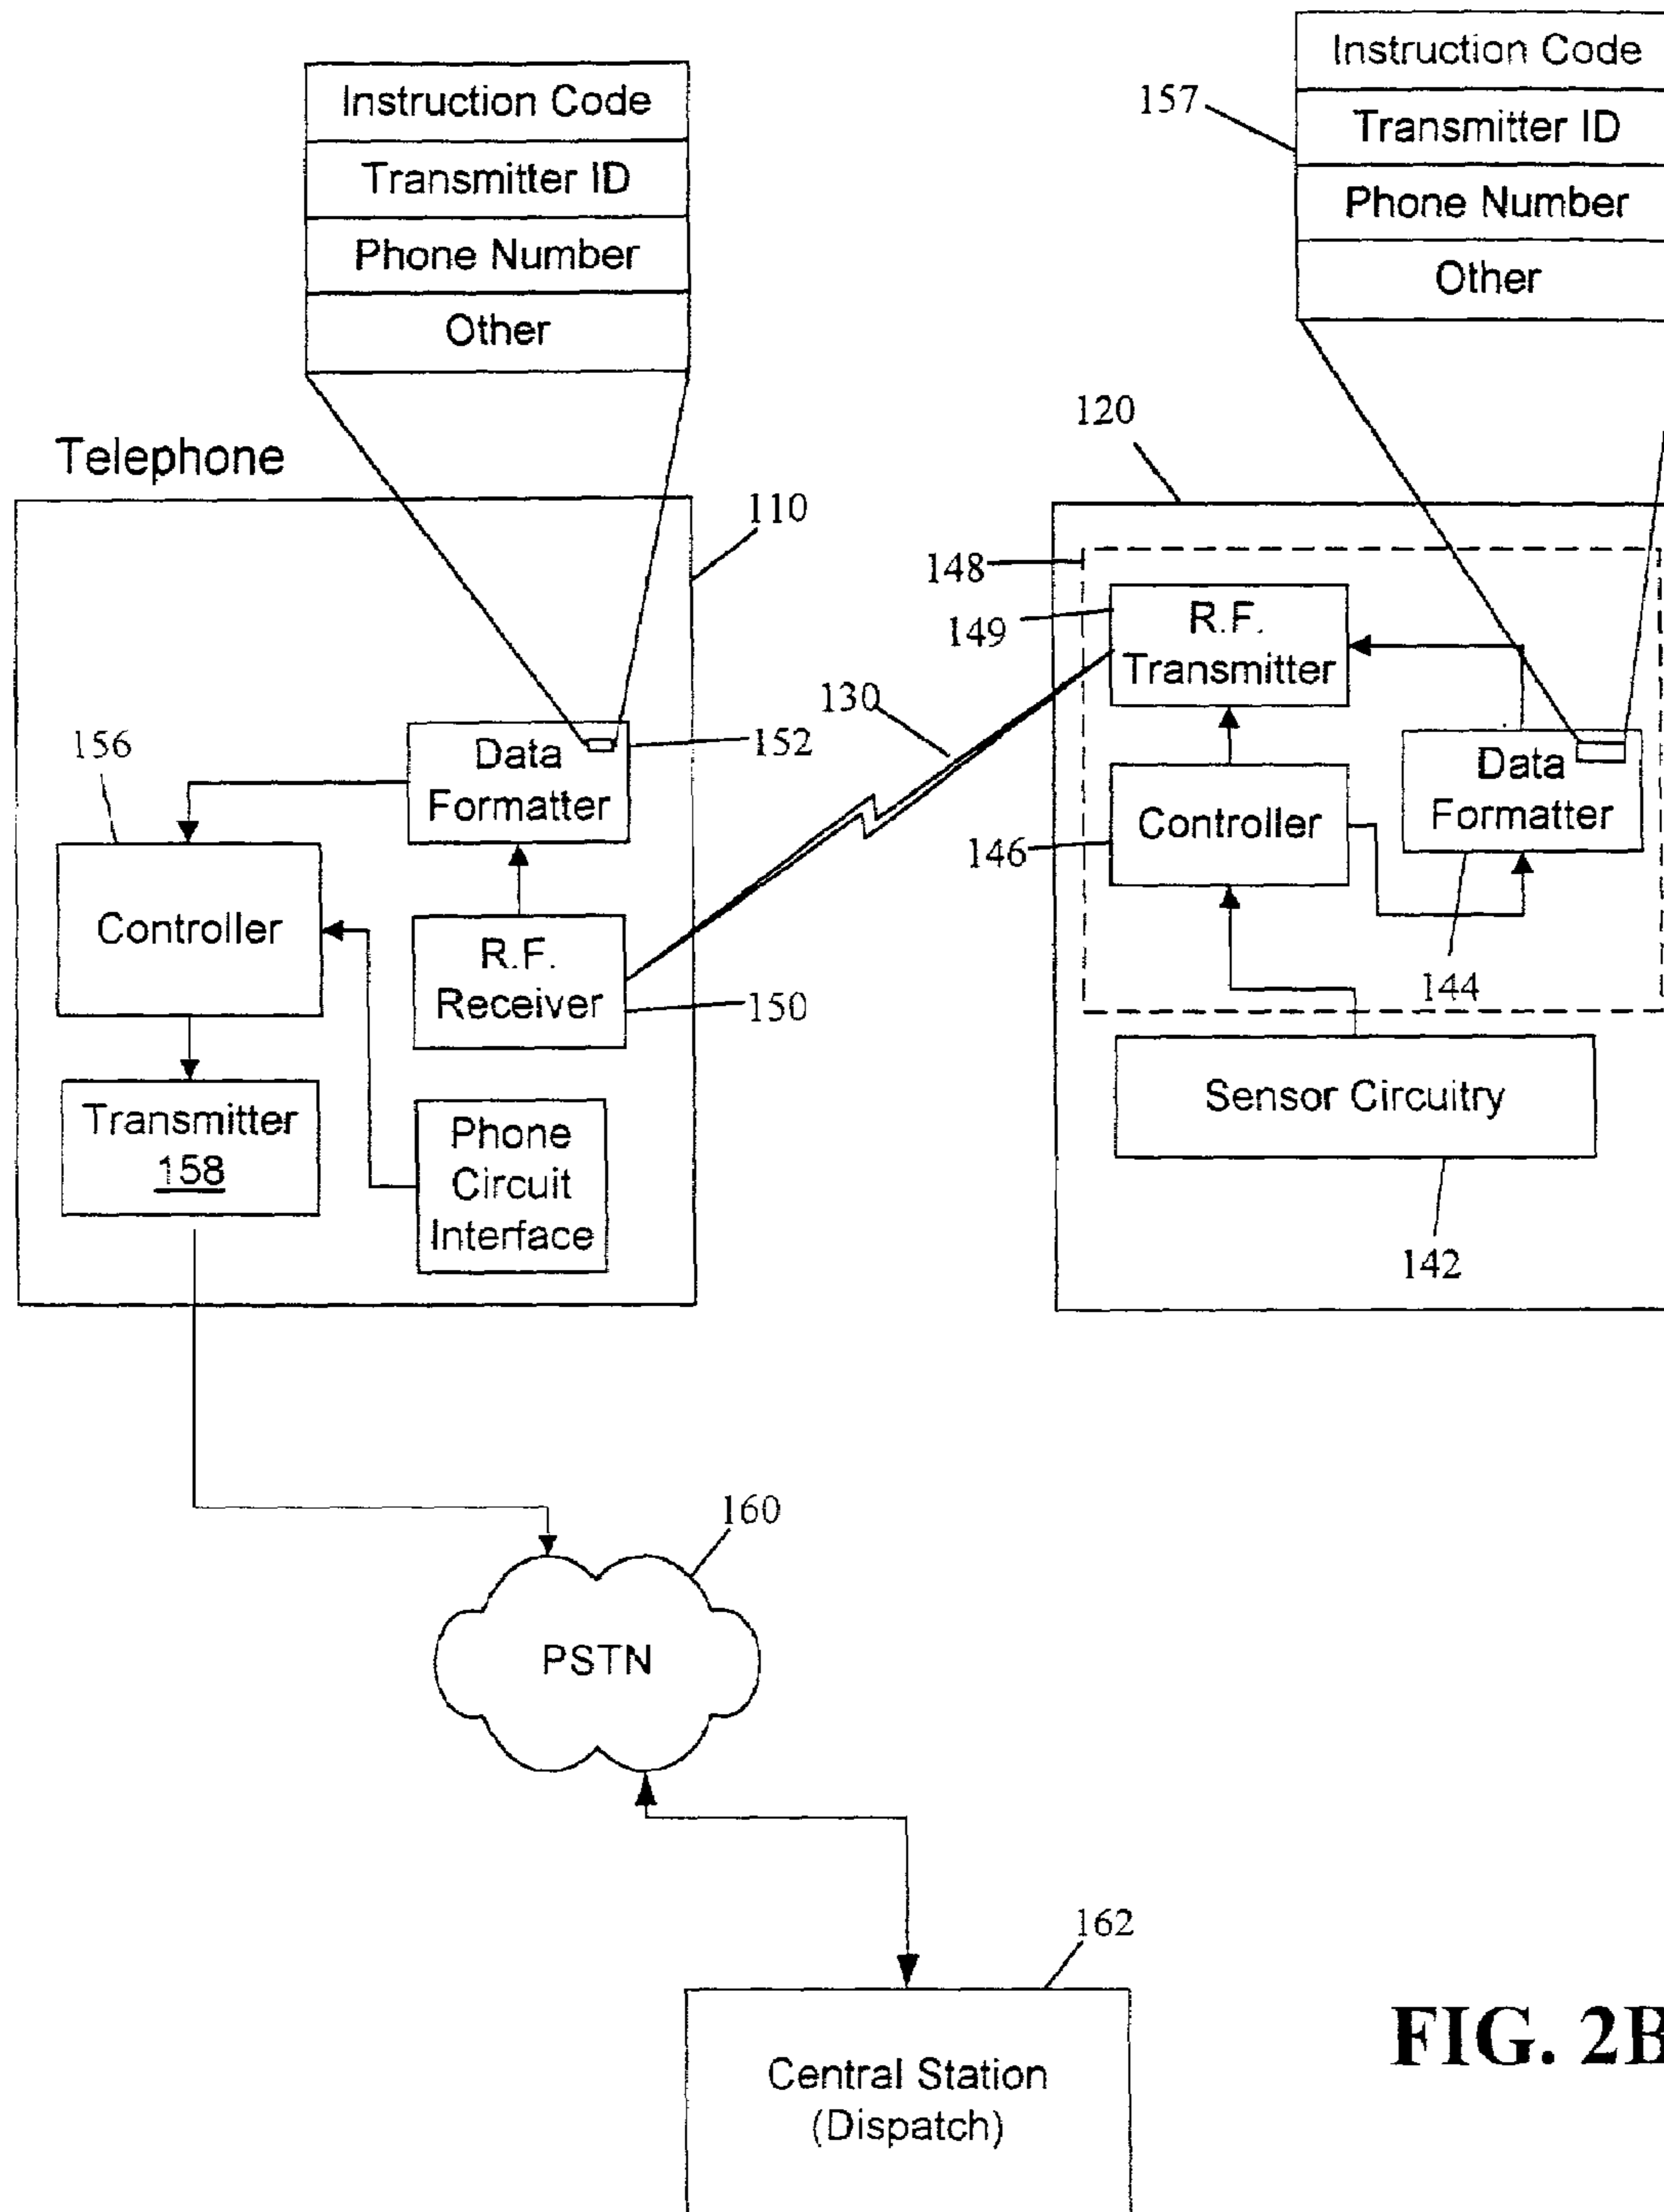 Instruction Code
Transmitter ID
Phone Number
Other
Instruction Code
Transmitter ID
Phone Number
Other
157
Telephone
110
120
148
149
R.F.
Transmitter
130
156
Data
Formatter
152
Controller
146
Data
Formatter
144
Controller
R.F.
Receiver
150
Sensor Circuitry
142
Transmitter
158
Phone
Circuit
Interface
160
PSTN
162
Central Station
(Dispatch)
FIG. 2B